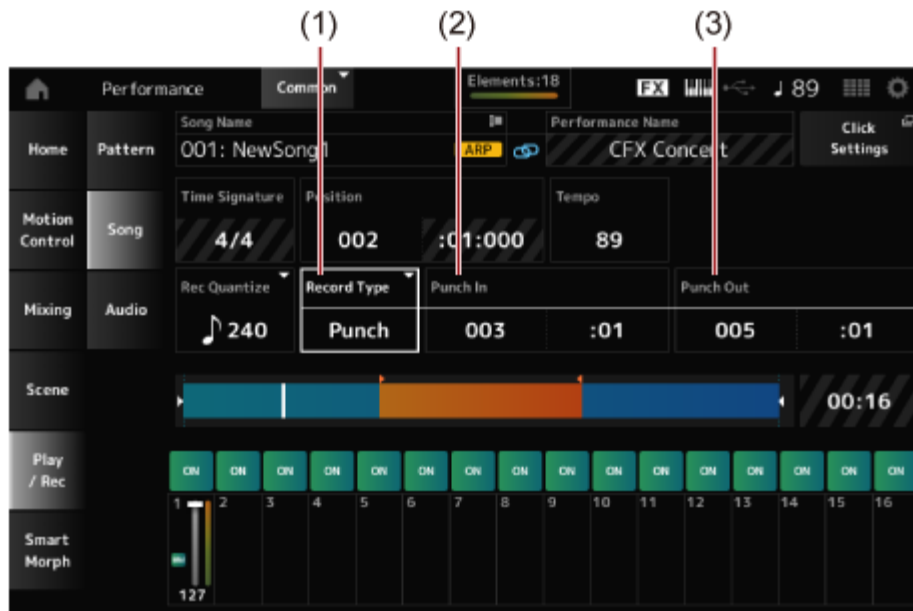 (1) (2) (3)
Performance Common Elements:18 FX ♩ 89
Home Pattern Song Name Performance Name Click Settings
001: NewSong1 ARP CFX Concert
Motion Control Song Time Signature Position Tempo
4/4 002 :01:000 89
Mixing Audio Rec Quantize Record Type Punch In Punch Out
♪ 240 Punch 003 :01 005 :01
Scene 00:16
Play / Rec ON ON ON ON ON ON ON ON ON ON ON ON ON ON ON ON
1 2 3 4 5 6 7 8 9 10 11 12 13 14 15 16
Smart Morph
127